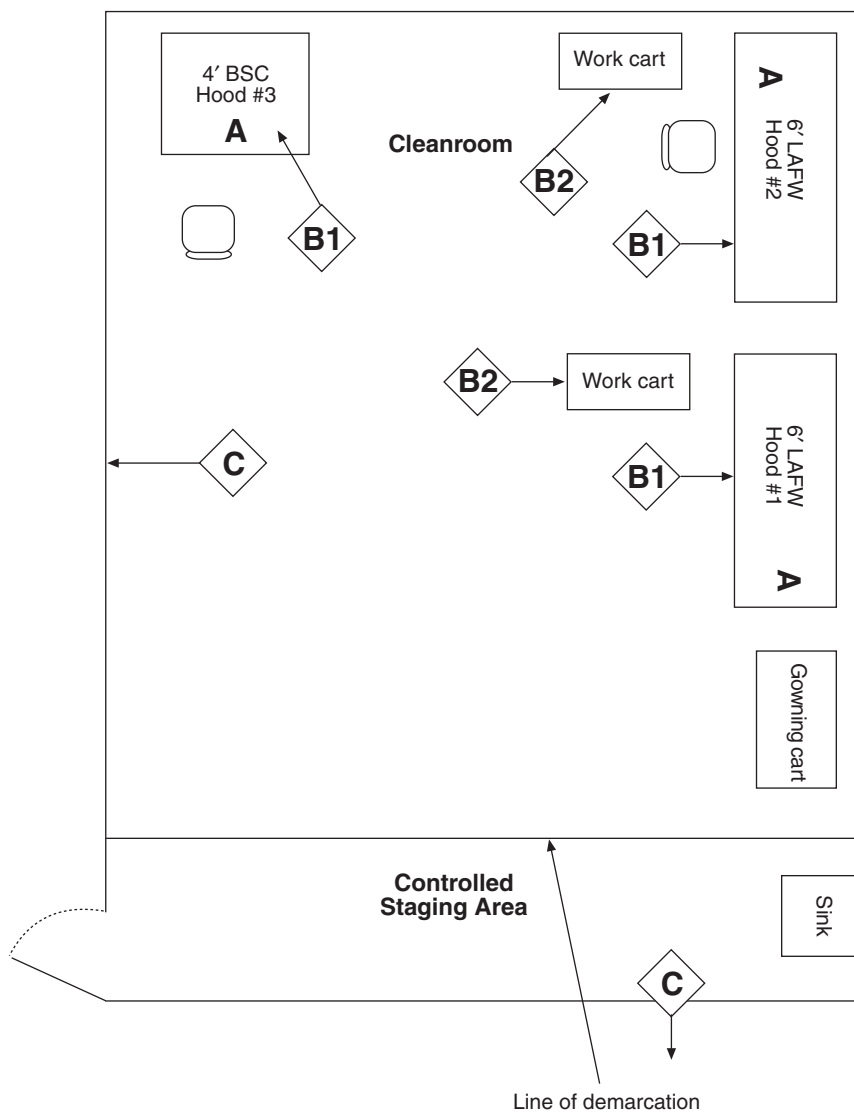 4′ BSC
Hood #3
A
Work cart
A
6′ LAFW
Hood #2
Cleanroom
B2
B1
B1
B2
Work cart
C
B1
6′ LAFW
Hood #1
A
Gowning cart
Controlled
Staging Area
Sink
C
Line of demarcation